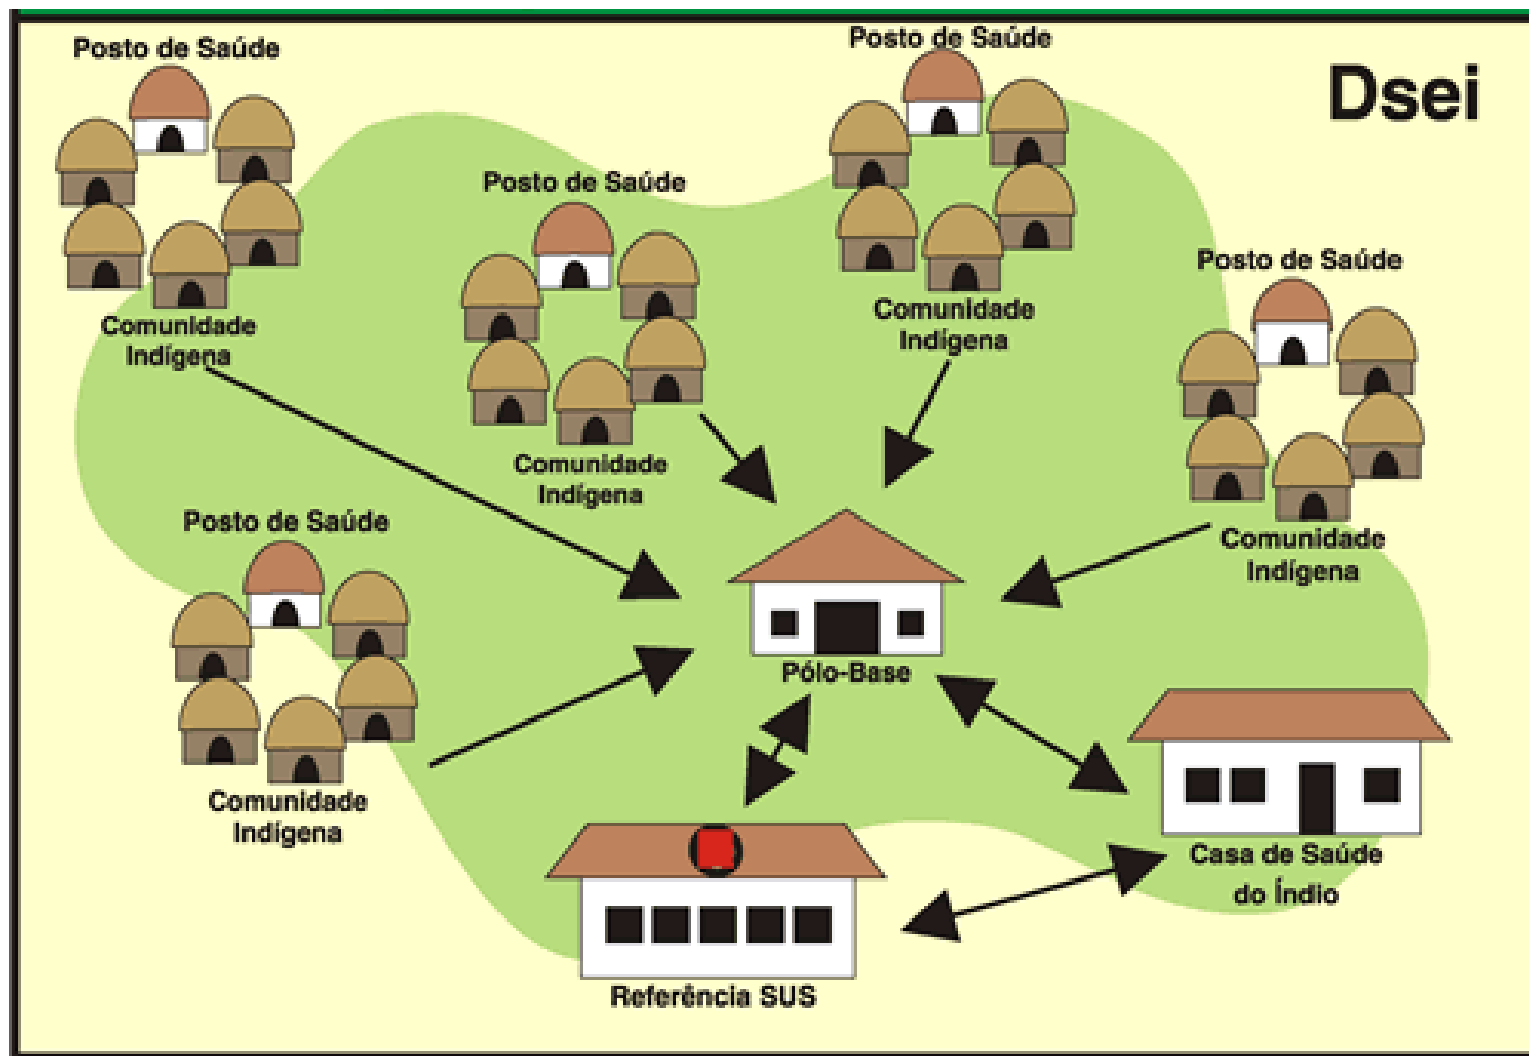 Posto de Saúde
Posto de Saúde
Dsei
Posto de Saúde
Posto de Saúde
Comunidade
Indígena
Comunidade
Indígena
Comunidade
Indígena
Posto de Saúde
Comunidade
Indígena
Pólo-Base
Comunidade
Indígena
Casa de Saúde
do Índio
Referência SUS